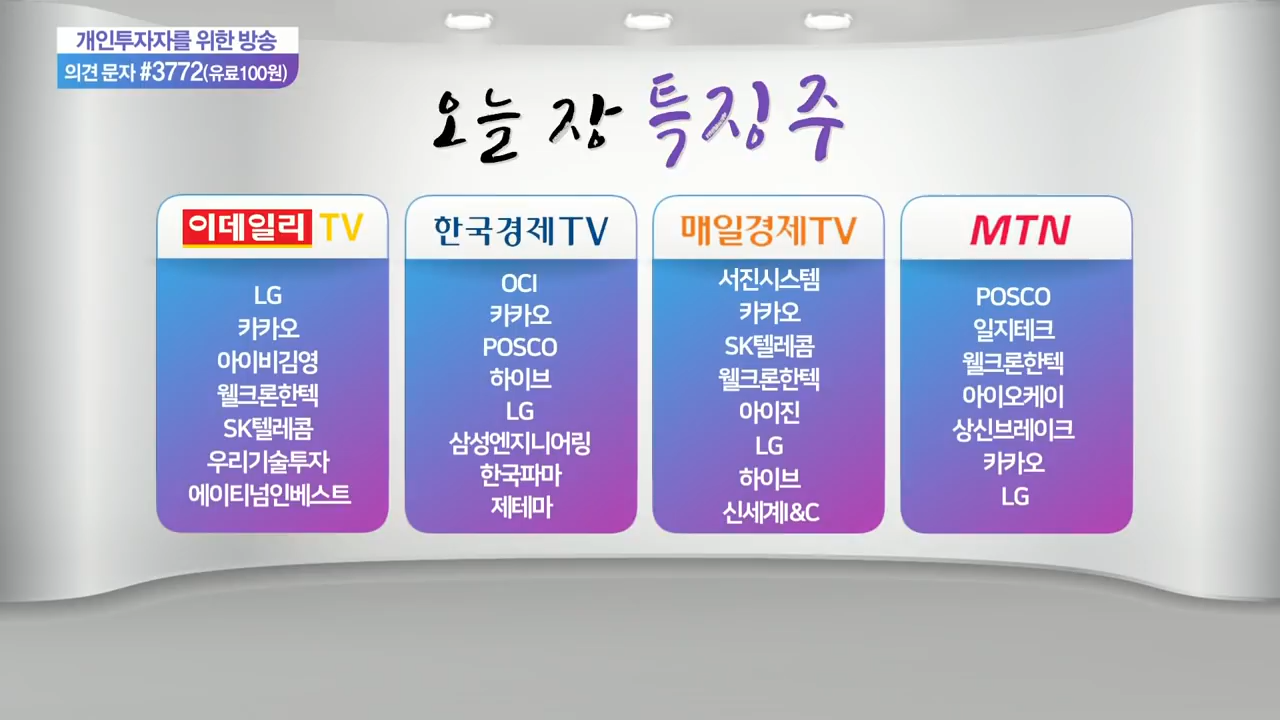 개인투자자를 위한 방송
의견 문자 #3772(유료100원)
오늘 장 특징주
이데일리 TV
LG
카카오
아이비김영
웰크론한텍
SK텔레콤
우리기술투자
에이티넘인베스트
한국경제TV
OCI
카카오
POSCO
하이브
LG
삼성엔지니어링
한국파마
제테마
매일경제TV
서진시스템
카카오
SK텔레콤
웰크론한텍
아이진
LG
하이브
신세계I&C
MTN
POSCO
일지테크
웰크론한텍
아이오케이
상신브레이크
카카오
LG